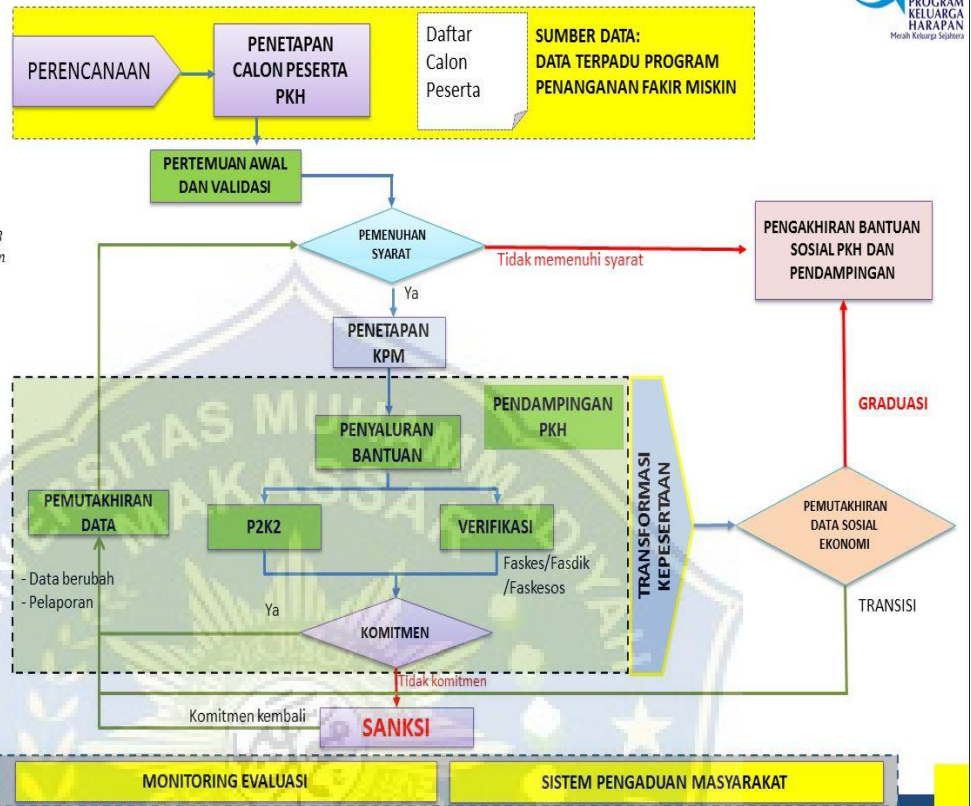 PROGRAM
KELUARGA
HARAPAN
Meraih Keluarga Sejahtera
PERENCANAAN
PENETAPAN
CALON PESERTA
PKH
Daftar
Calon
Peserta
SUMBER DATA:
DATA TERPADU PROGRAM
PENANGANAN FAKIR MISKIN
PERTEMUAN AWAL
DAN VALIDASI
PEMENUHAN
SYARAT
Tidak memenuhi syarat
PENGAKHIRAN BANTUAN
SOSIAL PKH DAN
PENDAMPINGAN
Ya
PENETAPAN
KPM
PENDAMPINGAN
PKH
PENYALURAN
BANTUAN
GRADUASI
TRANSFORMASI
KEPESERTAAN
PEMUTAKHIRAN
DATA
P2K2
VERIFIKASI
PEMUTAKHIRAN
DATA SOSIAL
EKONOMI
Faskes/Fasdik
/Faskesos
- Data berubah
- Pelaporan
Ya
KOMITMEN
TRANSISI
Tidak komitmen
Komitmen kembali
SANKSI
MONITORING EVALUASI
SISTEM PENGADUAN MASYARAKAT